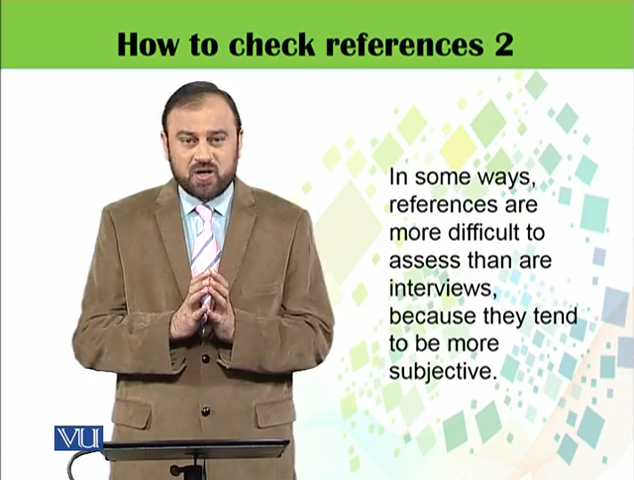 How to check references 2
In some ways,
references are
more difficult to
assess than are
interviews,
because they tend
to be more
subjective.
VU